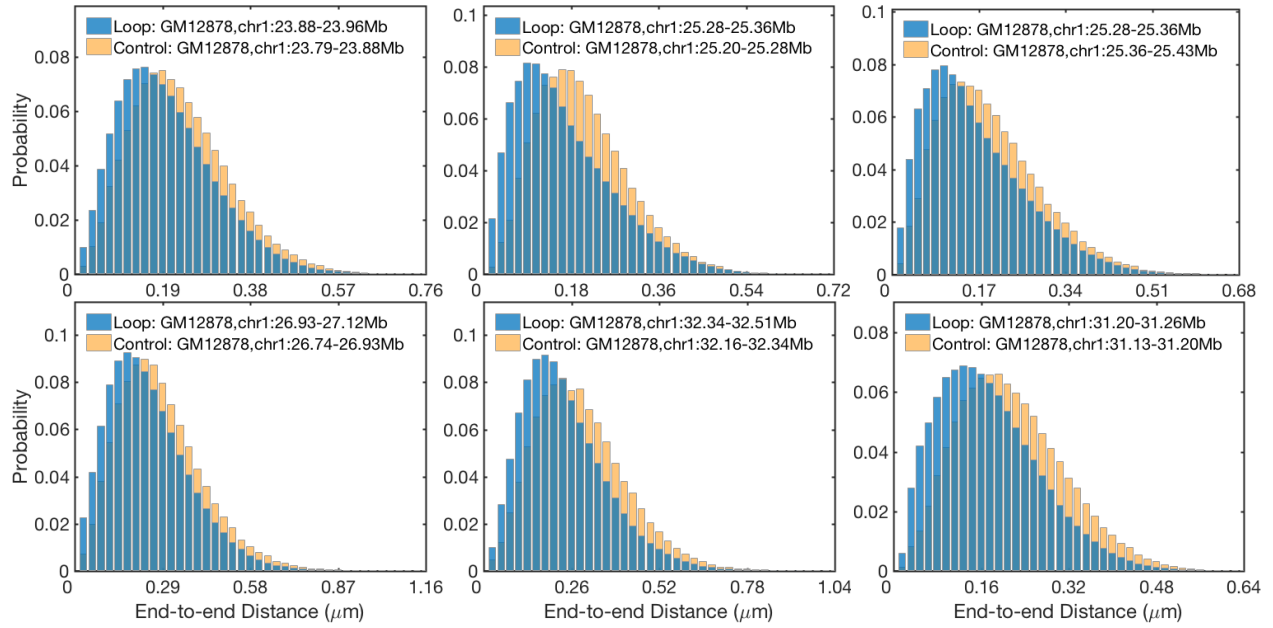 Loop: GM12878,chr1:23.88-23.96Mb
Control: GM12878,chr1:23.79-23.88Mb
0.08
0.06
0.04
0.02
0
Probability
0 0.19 0.38 0.57 0.76
Loop: GM12878,chr1:25.28-25.36Mb
Control: GM12878,chr1:25.20-25.28Mb
0.1
0.08
0.06
0.04
0.02
0
0 0.18 0.36 0.54 0.72
Loop: GM12878,chr1:25.28-25.36Mb
Control: GM12878,chr1:25.36-25.43Mb
0.1
0.08
0.06
0.04
0.02
0
0 0.17 0.34 0.51 0.68
Loop: GM12878,chr1:26.93-27.12Mb
Control: GM12878,chr1:26.74-26.93Mb
0.1
0.08
0.06
0.04
0.02
0
Probability
0 0.29 0.58 0.87 1.16
End-to-end Distance (μm)
Loop: GM12878,chr1:32.34-32.51Mb
Control: GM12878,chr1:32.16-32.34Mb
0.1
0.08
0.06
0.04
0.02
0
0 0.26 0.52 0.78 1.04
End-to-end Distance (μm)
Loop: GM12878,chr1:31.20-31.26Mb
Control: GM12878,chr1:31.13-31.20Mb
0.08
0.06
0.04
0.02
0
0 0.16 0.32 0.48 0.64
End-to-end Distance (μm)